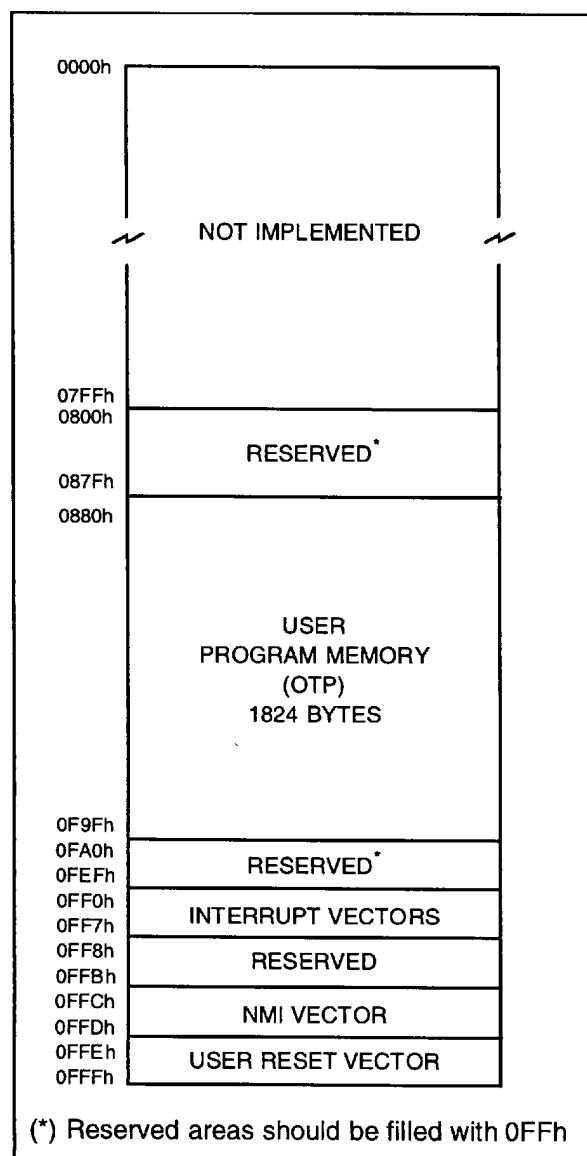 0000h
NOT IMPLEMENTED
07FFh
0800h
RESERVED*
087Fh
0880h
USER
PROGRAM MEMORY
(OTP)
1824 BYTES
0F9Fh
0FA0h
RESERVED*
0FEFh
0FF0h
INTERRUPT VECTORS
0FF7h
0FF8h
RESERVED
0FFBh
0FFCh
NMI VECTOR
0FFDh
0FFEh
USER RESET VECTOR
0FFFh
(*) Reserved areas should be filled with 0FFh